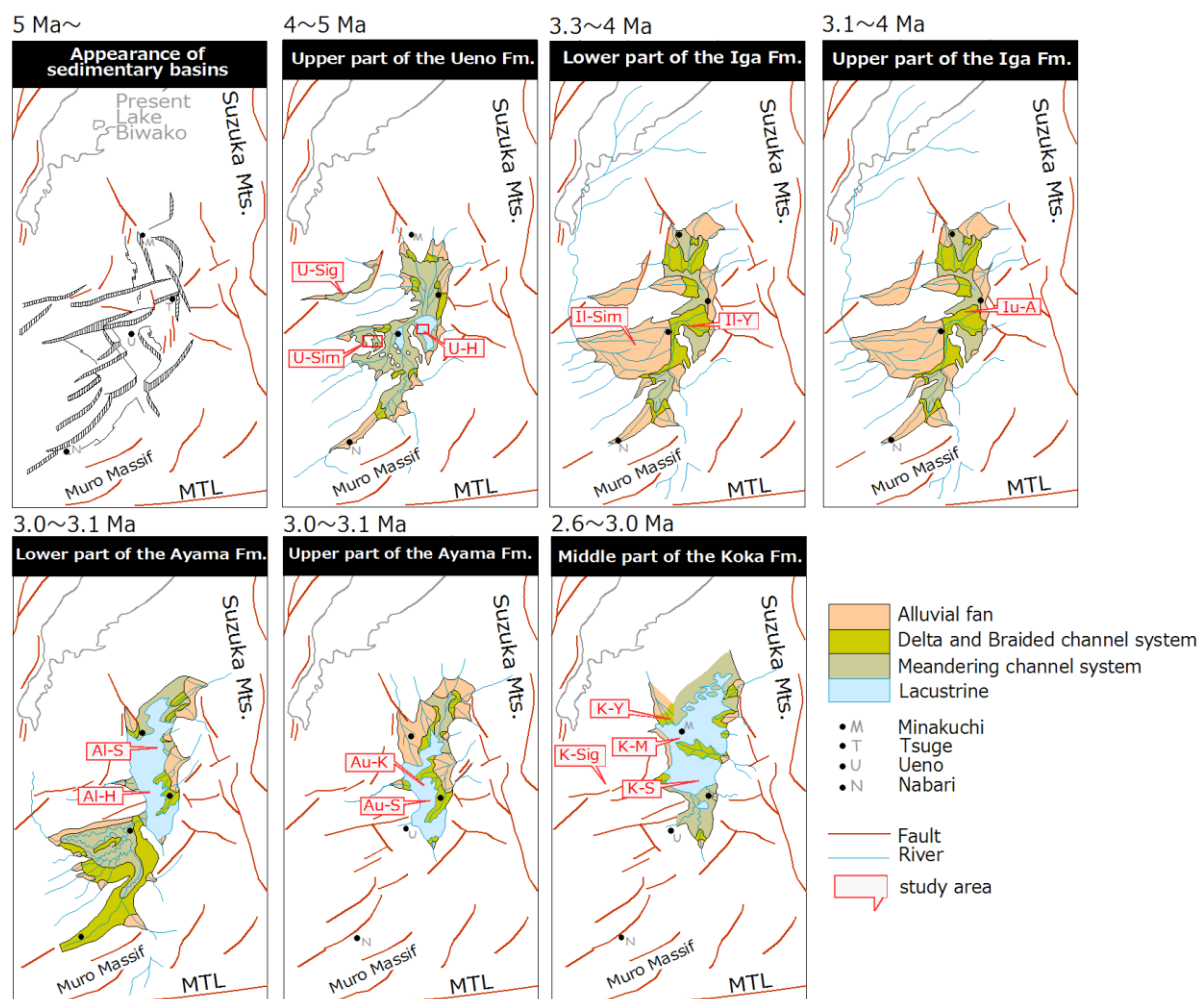 5 Ma~
Appearance of
sedimentary basins
Present
Lake
Biwako
Suzuka Mts.
M
T
U
N
Muro Massif
MTL
4~5 Ma
Upper part of the Ueno Fm.
Suzuka Mts.
M
U-Sig
U-Sim
U-H
N
Muro Massif
MTL
3.3~4 Ma
Lower part of the Iga Fm.
Suzuka Mts.
Il-Sim
Il-Y
N
Muro Massif
MTL
3.1~4 Ma
Upper part of the Iga Fm.
Suzuka Mts.
Iu-A
N
Muro Massif
MTL
3.0~3.1 Ma
Lower part of the Ayama Fm.
Suzuka Mts.
Al-S
Al-H
Muro Massif
MTL
3.0~3.1 Ma
Upper part of the Ayama Fm.
Suzuka Mts.
Au-K
Au-S
U
N
Muro Massif
MTL
2.6~3.0 Ma
Middle part of the Koka Fm.
Suzuka Mts.
K-Y
M
K-M
K-Sig
K-S
U
N
Muro Massif
MTL
Alluvial fan
Delta and Braided channel system
Meandering channel system
Lacustrine
M Minakuchi
T Tsuge
U Ueno
N Nabari
Fault
River
study area